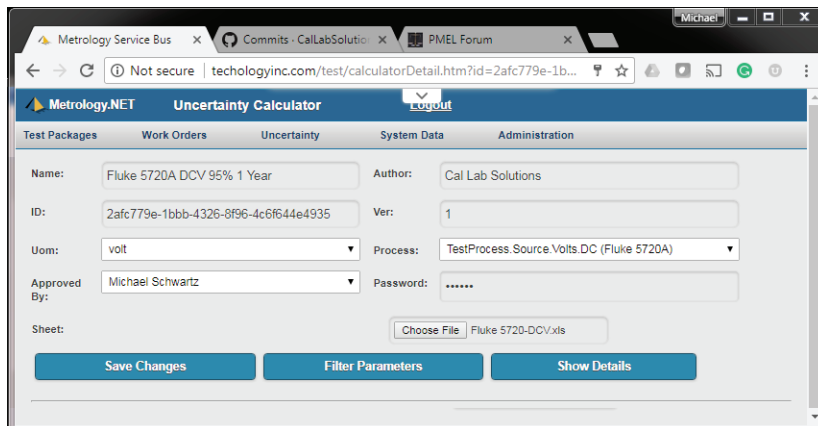 Michael
Metrology Service Bus
Commits - CalLabSolutio
PMEL Forum
Not secure | techologyinc.com/test/calculatorDetail.htm?id=2afc779e-1b...
Metrology.NET Uncertainty Calculator Logout
Test Packages Work Orders Uncertainty System Data Administration
Name: Fluke 5720A DCV 95% 1 Year Author: Cal Lab Solutions
ID: 2afc779e-1bbb-4326-8f96-4c6f644e4935 Ver: 1
Uom: volt Process: TestProcess.Source.Volts.DC (Fluke 5720A)
Approved By: Michael Schwartz Password: ••••••
Sheet: Choose File Fluke 5720-DCV.xls
Save Changes Filter Parameters Show Details